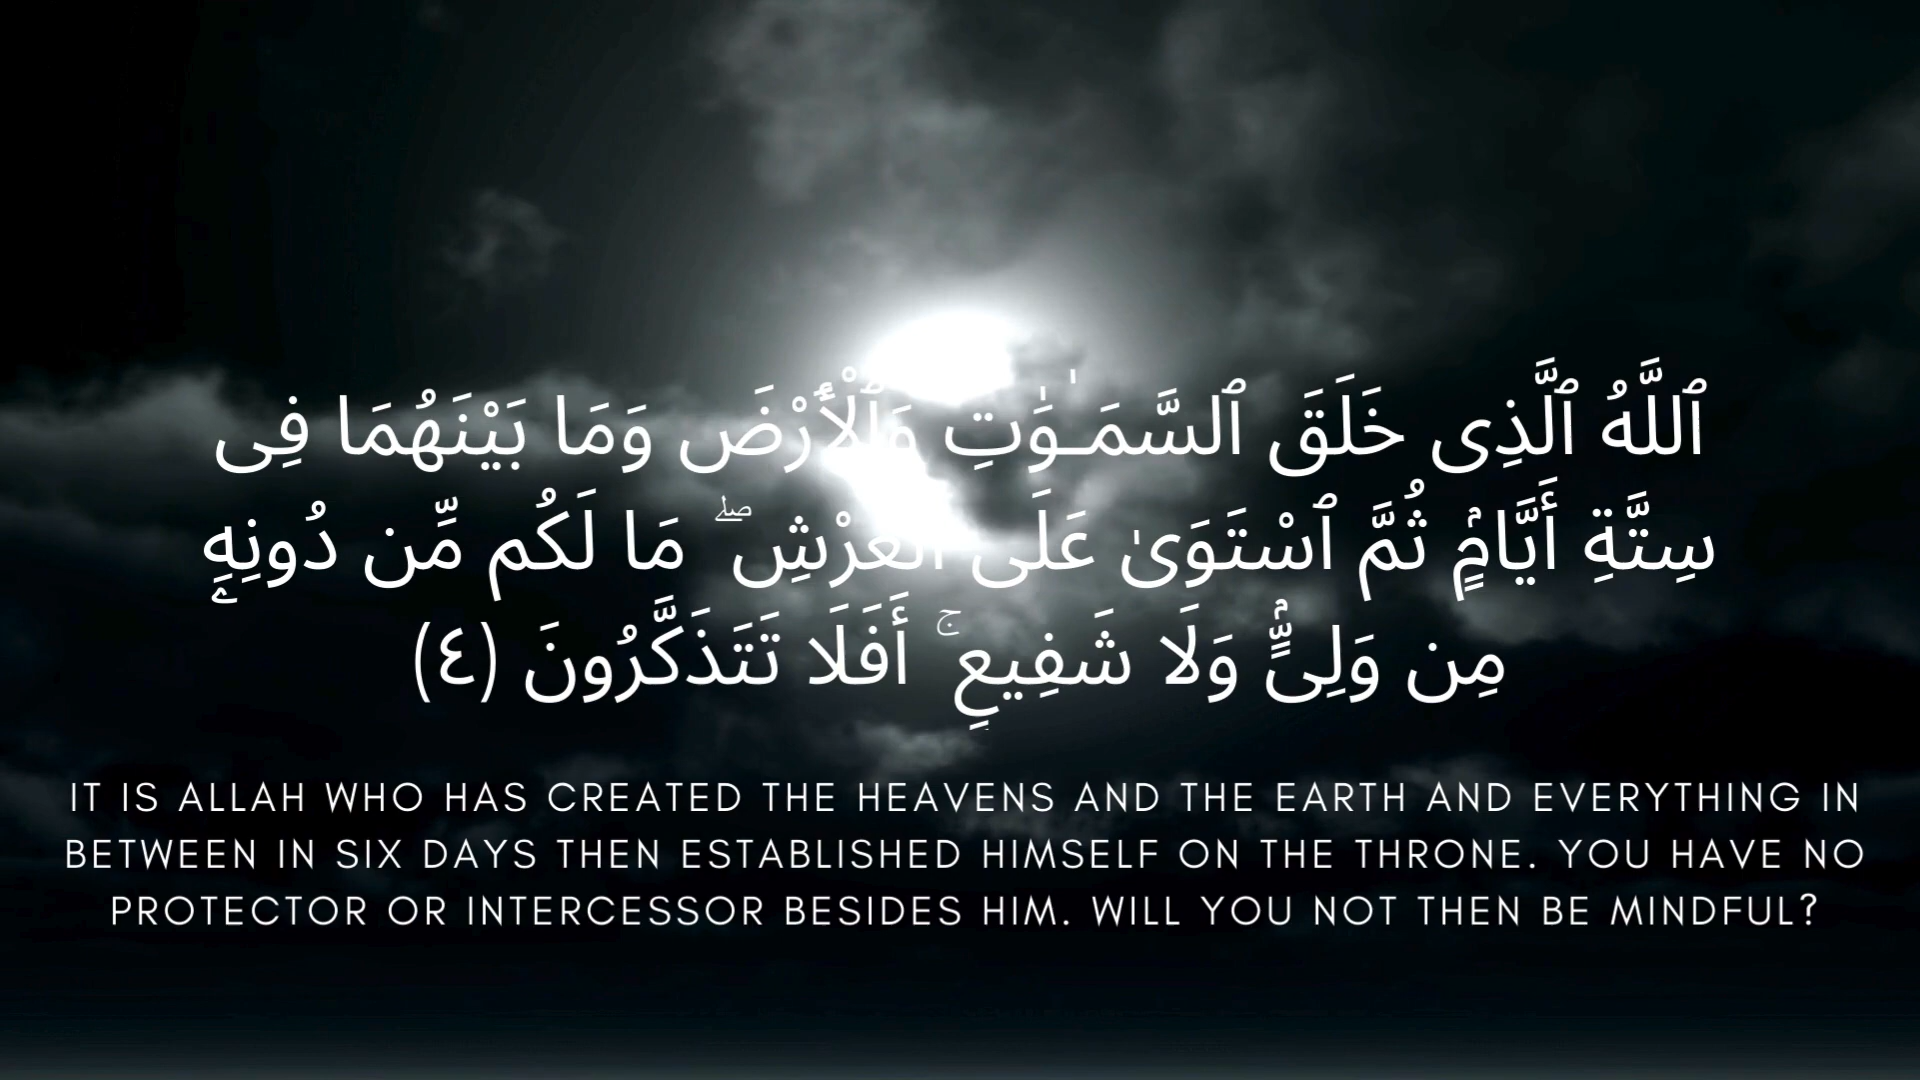 ٱللَّهُ ٱلَّذِى خَلَقَ ٱلسَّمَـٰوَٰتِ وَٱلْأَرْضَ وَمَا بَيْنَهُمَا فِى
سِتَّةِ أَيَّامٍۢ ثُمَّ ٱسْتَوَىٰ عَلَى ٱلْعَرْشِ ۖ مَا لَكُم مِّن دُونِهِۦ
مِن وَلِىٍّۢ وَلَا شَفِيعٍ ۚ أَفَلَا تَتَذَكَّرُونَ (٤)
IT IS ALLAH WHO HAS CREATED THE HEAVENS AND THE EARTH AND EVERYTHING IN
BETWEEN IN SIX DAYS THEN ESTABLISHED HIMSELF ON THE THRONE. YOU HAVE NO
PROTECTOR OR INTERCESSOR BESIDES HIM. WILL YOU NOT THEN BE MINDFUL?